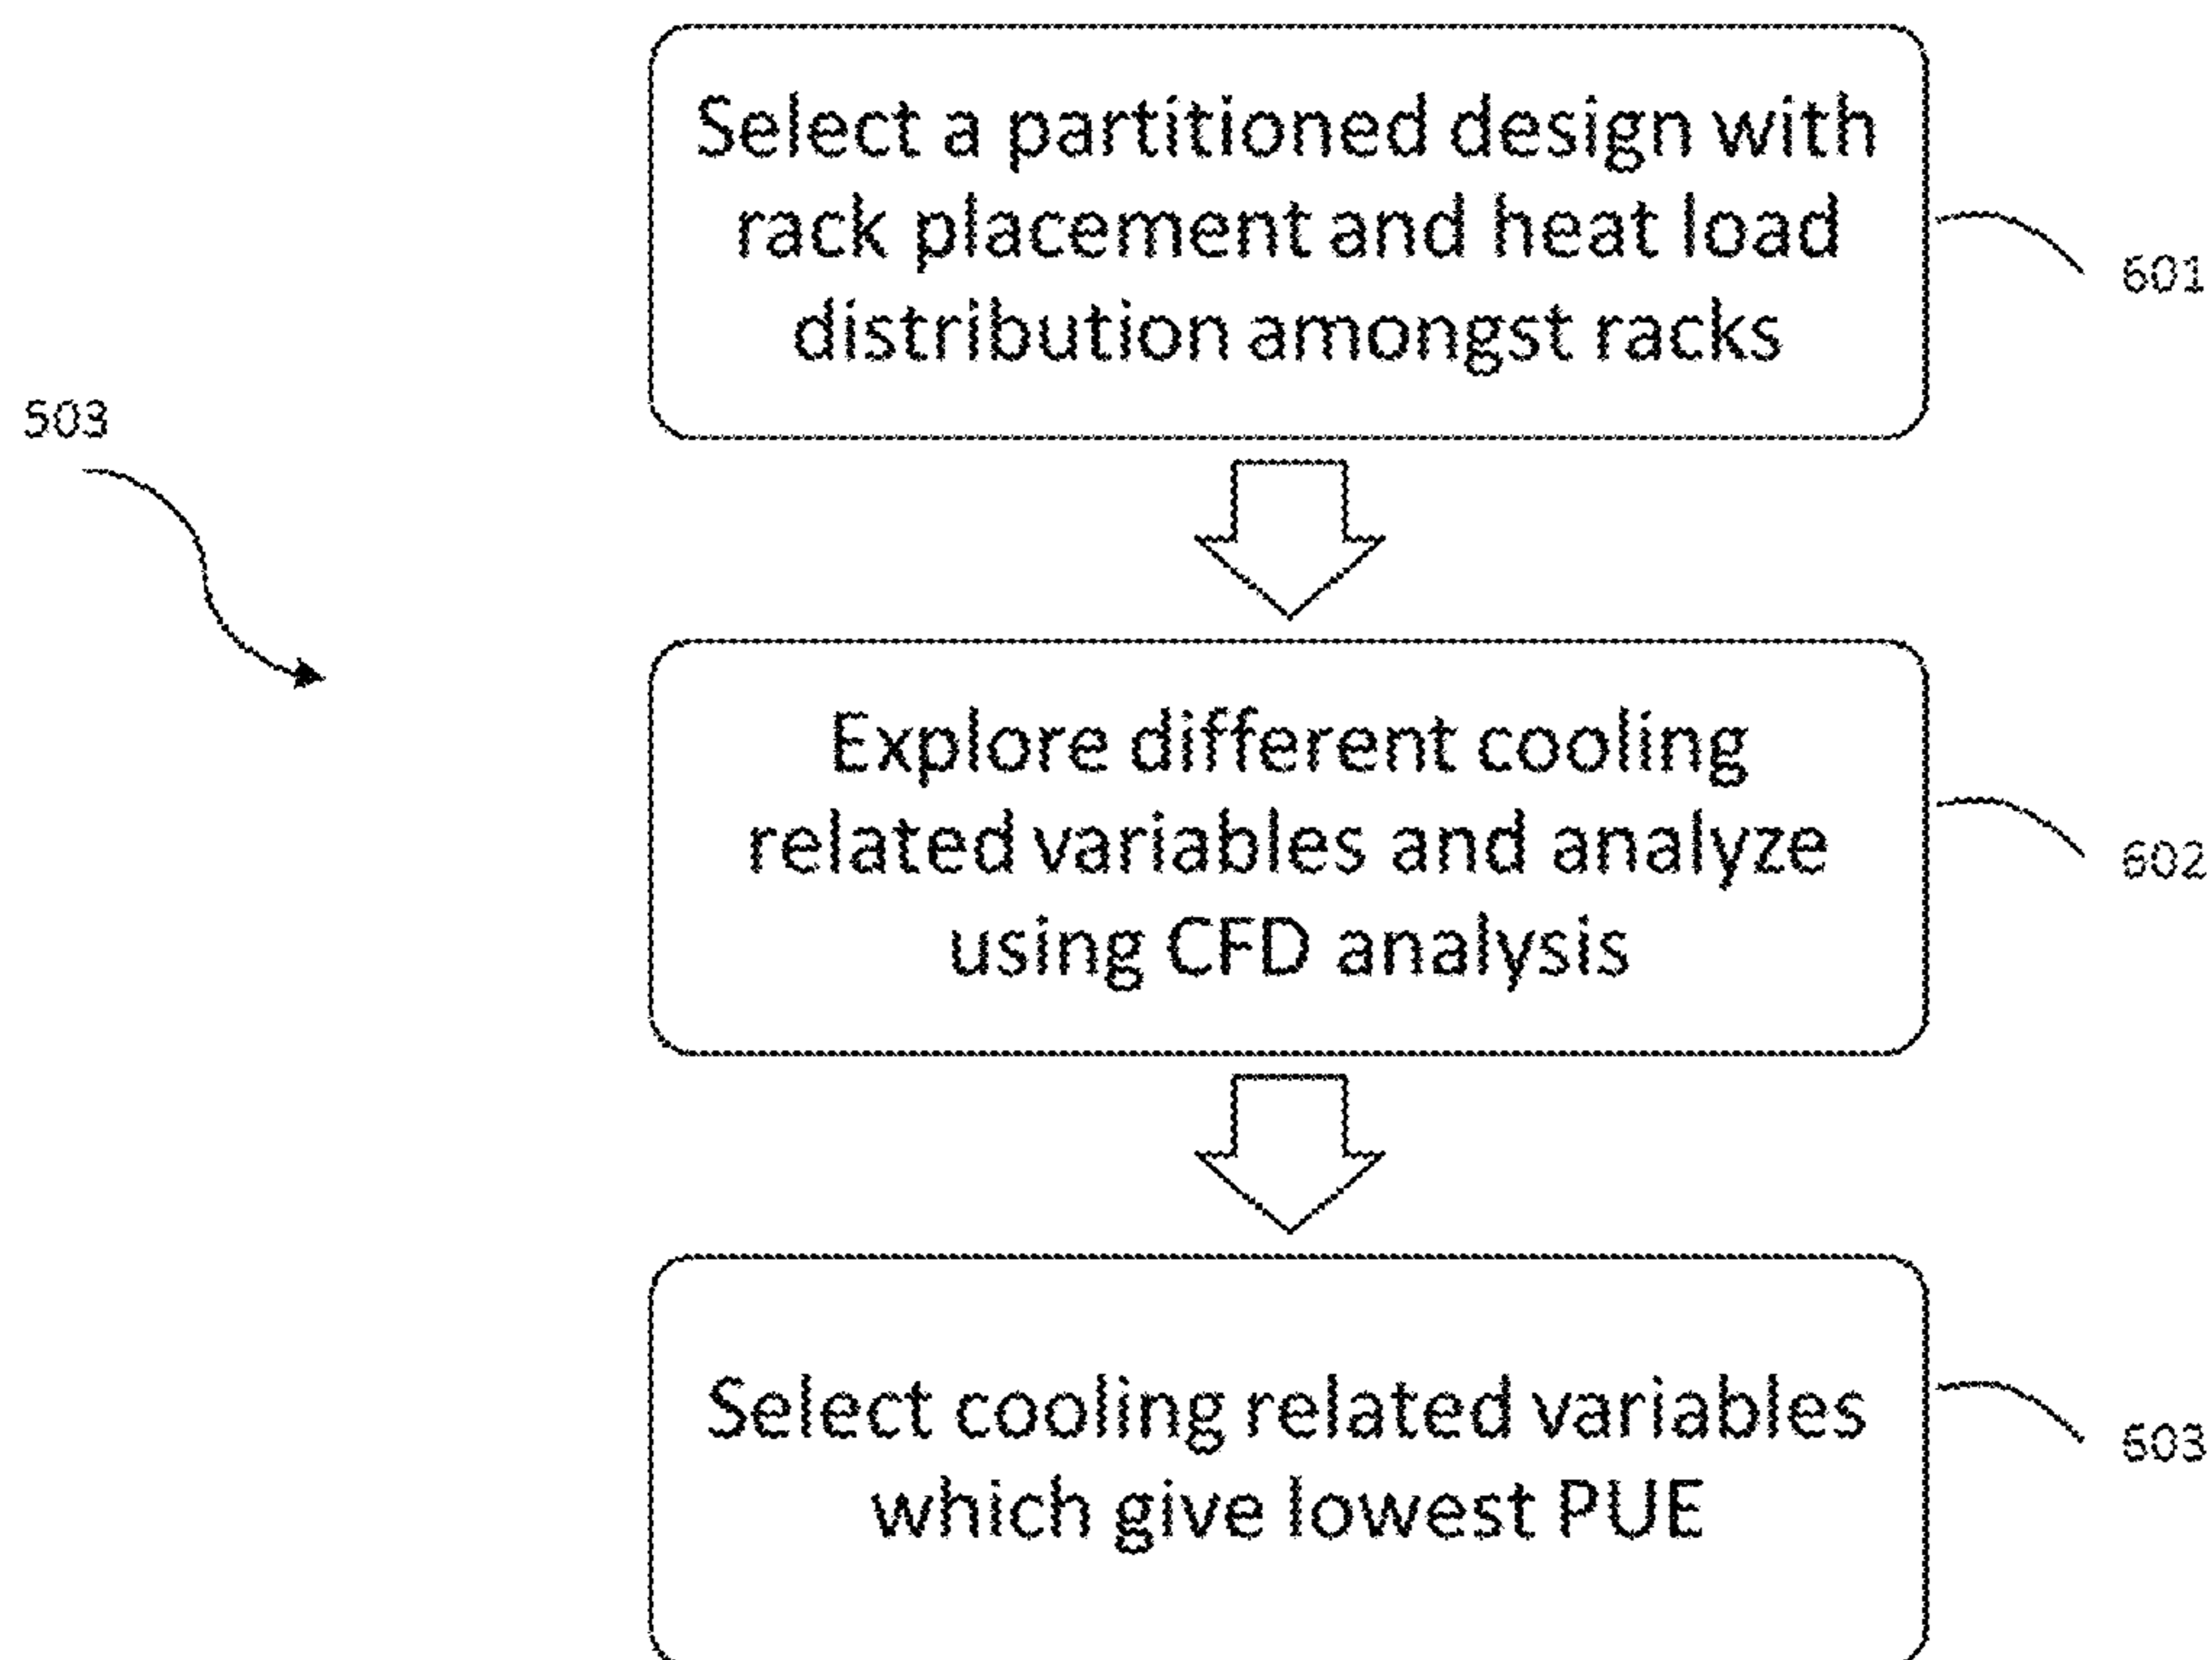 Select a partitioned design with
rack placement and heat load
distribution amongst racks
601
503
Explore different cooling
related variables and analyze
using CFD analysis
602
Select cooling related variables
which give lowest PUE
603